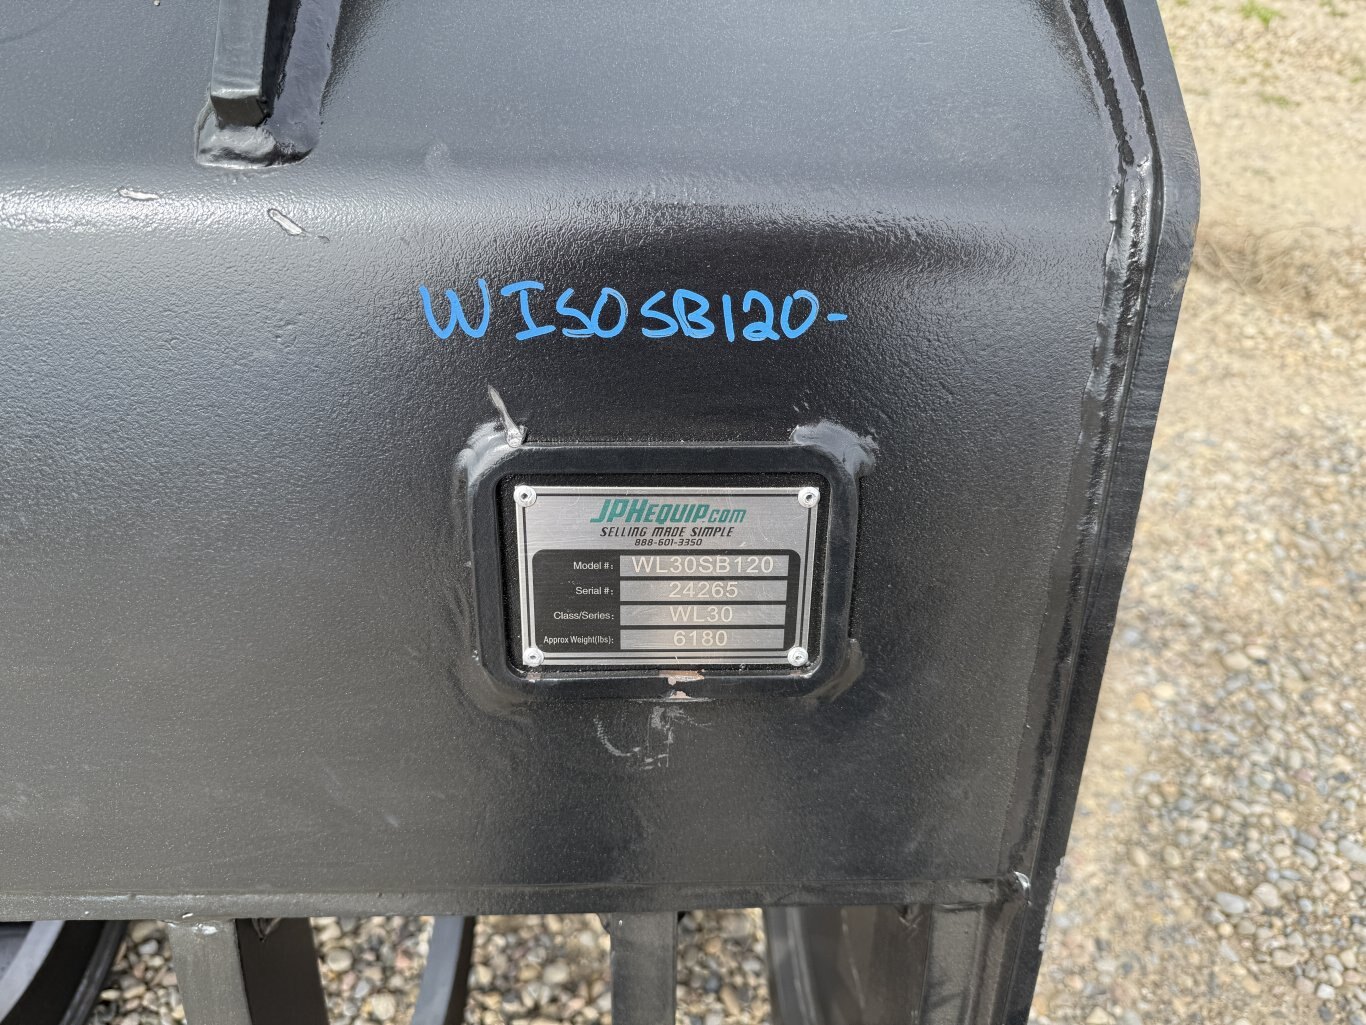 WI50SB120-
JPHEQUIP.com
SELLING MADE SIMPLE
888-601-3350
Model #: WL30SB120
Serial #: 24265
Class/Series: WL30
Approx Weight(lbs): 6180